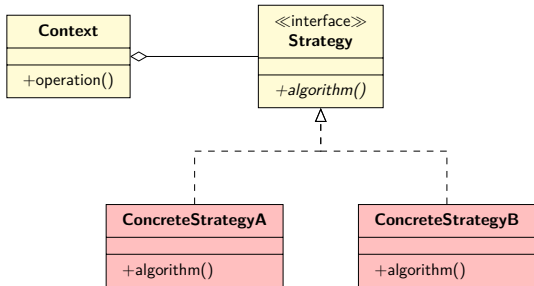 Context
+operation()
≪interface≫
Strategy
+algorithm()
ConcreteStrategyA
+algorithm()
ConcreteStrategyB
+algorithm()